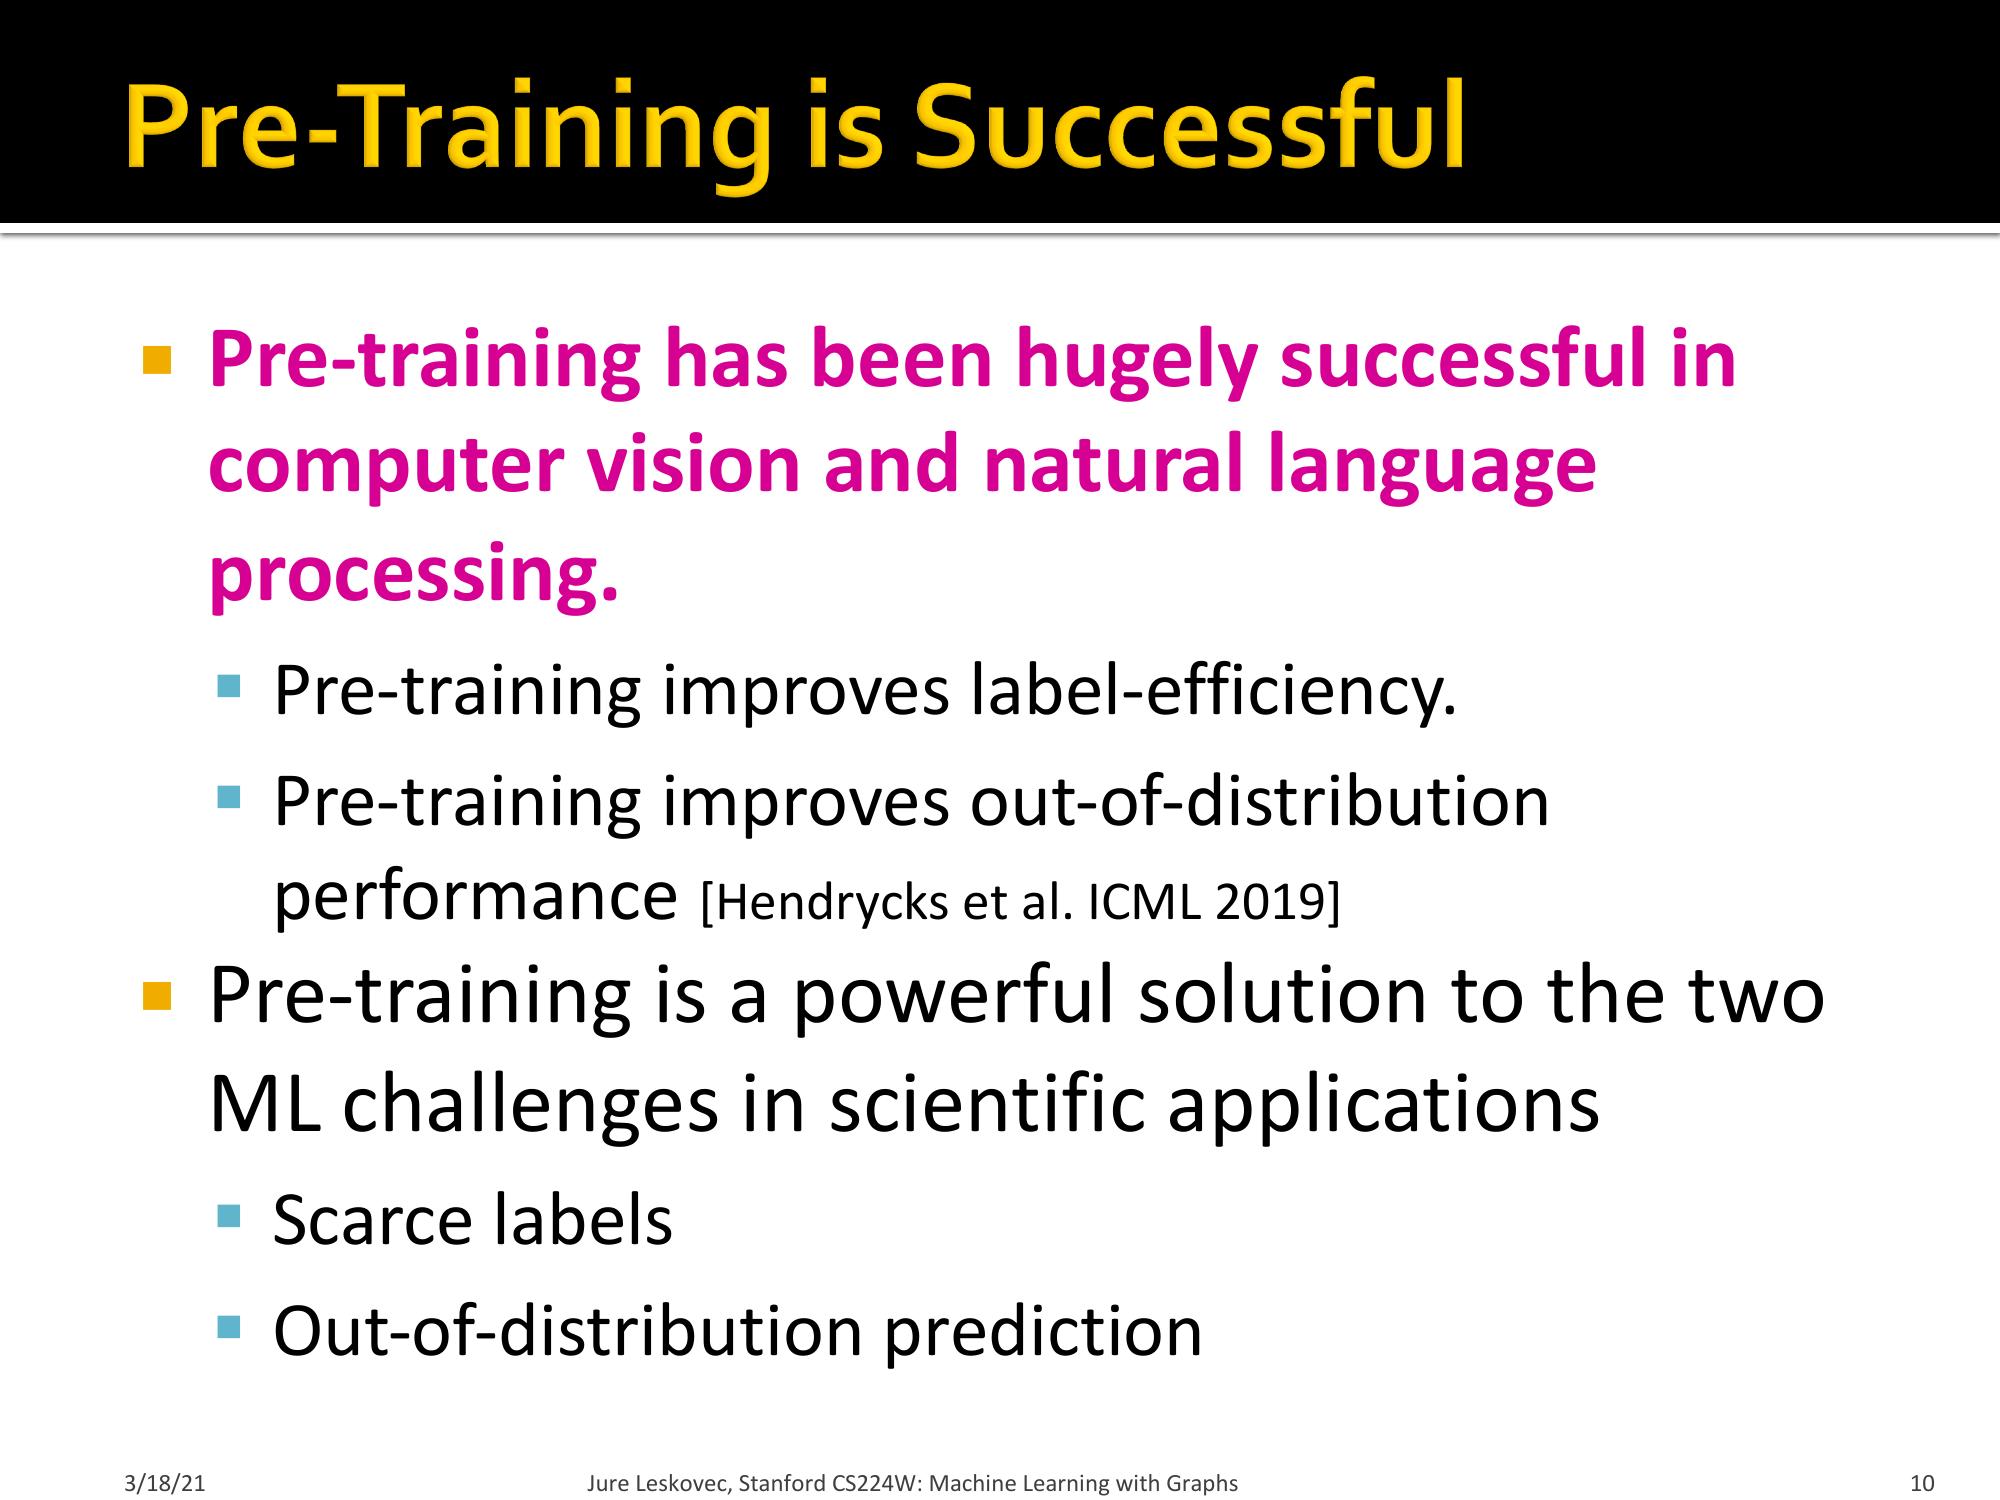 Pre-Training is Successful
Pre-training has been hugely successful in
computer vision and natural language
processing.
Pre-training improves label-efficiency.
Pre-training improves out-of-distribution
performance [Hendrycks et al. ICML 2019]
Pre-training is a powerful solution to the two
ML challenges in scientific applications
Scarce labels
Out-of-distribution prediction
3/18/21
Jure Leskovec, Stanford CS224W: Machine Learning with Graphs
10